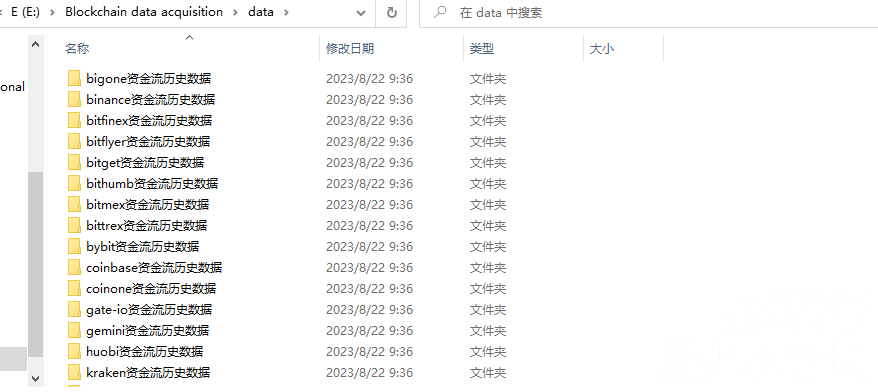 E (E:) › Blockchain data acquisition › data ›
在 data 中搜索
名称 修改日期 类型 大小
onal
bigone资金流历史数据 2023/8/22 9:36 文件夹
binance资金流历史数据 2023/8/22 9:36 文件夹
bitfinex资金流历史数据 2023/8/22 9:36 文件夹
bitflyer资金流历史数据 2023/8/22 9:36 文件夹
bitget资金流历史数据 2023/8/22 9:36 文件夹
bithumb资金流历史数据 2023/8/22 9:36 文件夹
bitmex资金流历史数据 2023/8/22 9:36 文件夹
bittrex资金流历史数据 2023/8/22 9:36 文件夹
bybit资金流历史数据 2023/8/22 9:36 文件夹
coinbase资金流历史数据 2023/8/22 9:36 文件夹
coinone资金流历史数据 2023/8/22 9:36 文件夹
gate-io资金流历史数据 2023/8/22 9:36 文件夹
gemini资金流历史数据 2023/8/22 9:36 文件夹
huobi资金流历史数据 2023/8/22 9:36 文件夹
kraken资金流历史数据 2023/8/22 9:36 文件夹